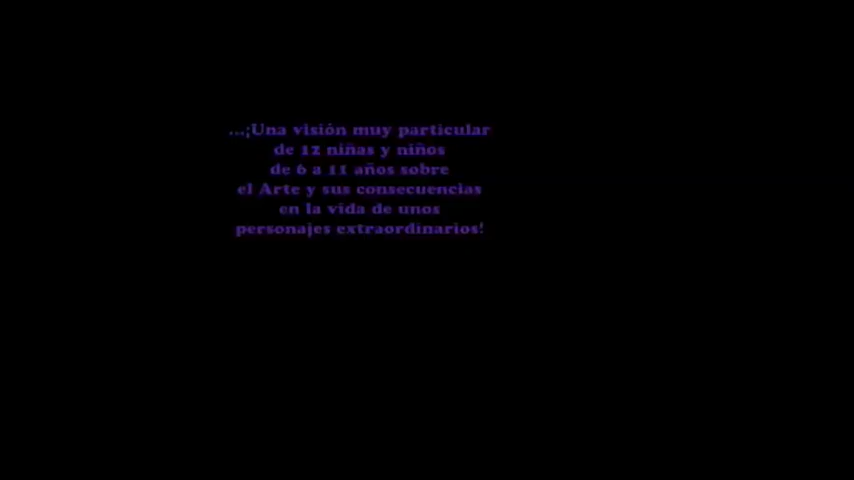 ...¡Una visión muy particular
de 12 niñas y niños
de 6 a 11 años sobre
el Arte y sus consecuencias
en la vida de unos
personajes extraordinarios!